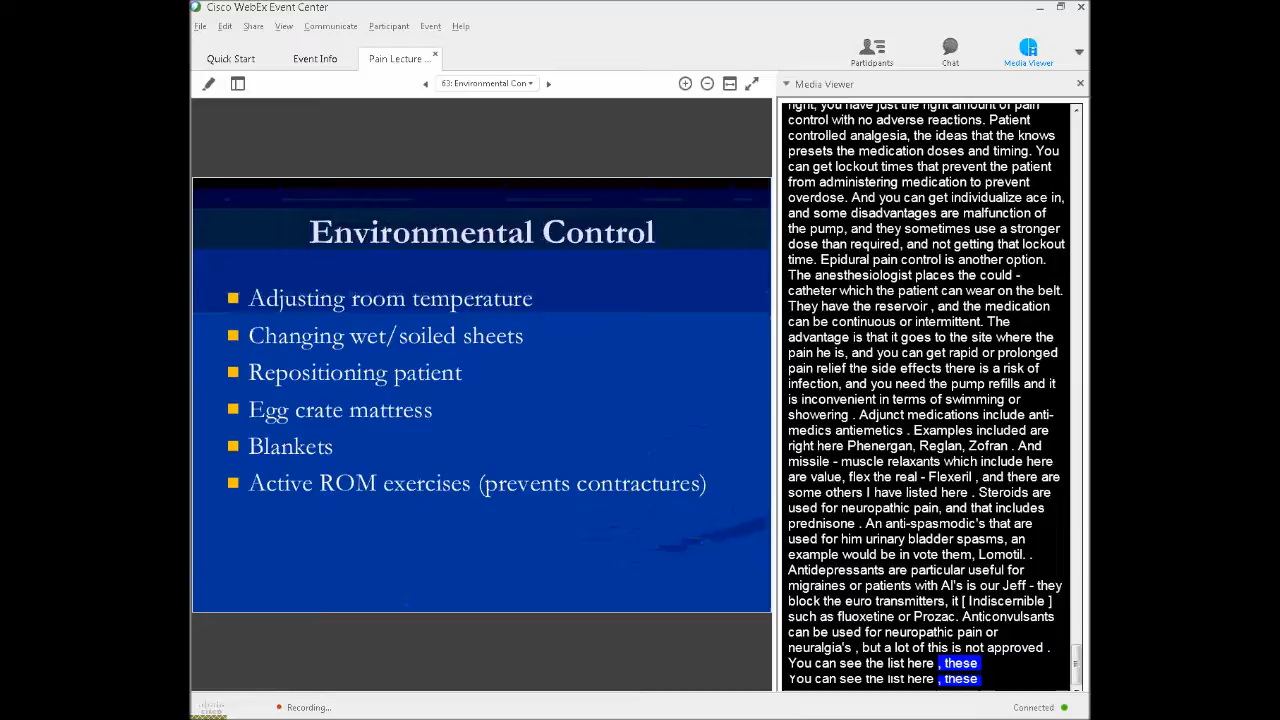 Cisco WebEx Event Center
File Edit Share View Communicate Participant Event Help
Quick Start Event Info Pain Lecture ...
Participants Chat Media Viewer
63: Environmental Con
Media Viewer
Environmental Control
Adjusting room temperature
Changing wet/soiled sheets
Repositioning patient
Egg crate mattress
Blankets
Active ROM exercises (prevents contractures)
right, you have just the right amount of pain
control with no adverse reactions. Patient
controlled analgesia, the ideas that the knows
presets the medication doses and timing. You
can get lockout times that prevent the patient
from administering medication to prevent
overdose. And you can get individualize ace in,
and some disadvantages are malfunction of
the pump, and they sometimes use a stronger
dose than required, and not getting that lockout
time. Epidural pain control is another option.
The anesthesiologist places the could -
catheter which the patient can wear on the belt.
They have the reservoir , and the medication
can be continuous or intermittent. The
advantage is that it goes to the site where the
pain he is, and you can get rapid or prolonged
pain relief the side effects there is a risk of
infection, and you need the pump refills and it
is inconvenient in terms of swimming or
showering . Adjunct medications include anti-
medics antiemetics . Examples included are
right here Phenergan, Reglan, Zofran . And
missile - muscle relaxants which include here
are value, flex the real - Flexeril , and there are
some others I have listed here . Steroids are
used for neuropathic pain, and that includes
prednisone . An anti-spasmodic's that are
used for him urinary bladder spasms, an
example would be in vote them, Lomotil. .
Antidepressants are particular useful for
migraines or patients with Al's is our Jeff - they
block the euro transmitters, it [ Indiscernible ]
such as fluoxetine or Prozac. Anticonvulsants
can be used for neuropathic pain or
neuralgia's , but a lot of this is not approved .
You can see the list here , these
You can see the list here , these
Recording...
Connected